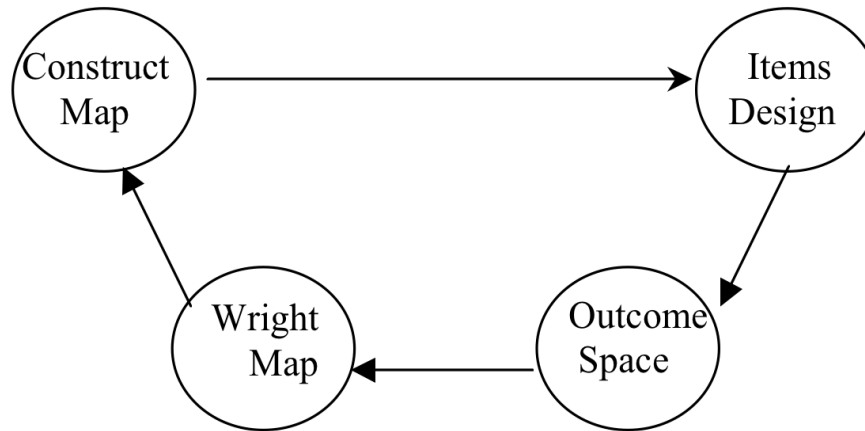 Construct
Map
Items
Design
Wright
Map
Outcome
Space